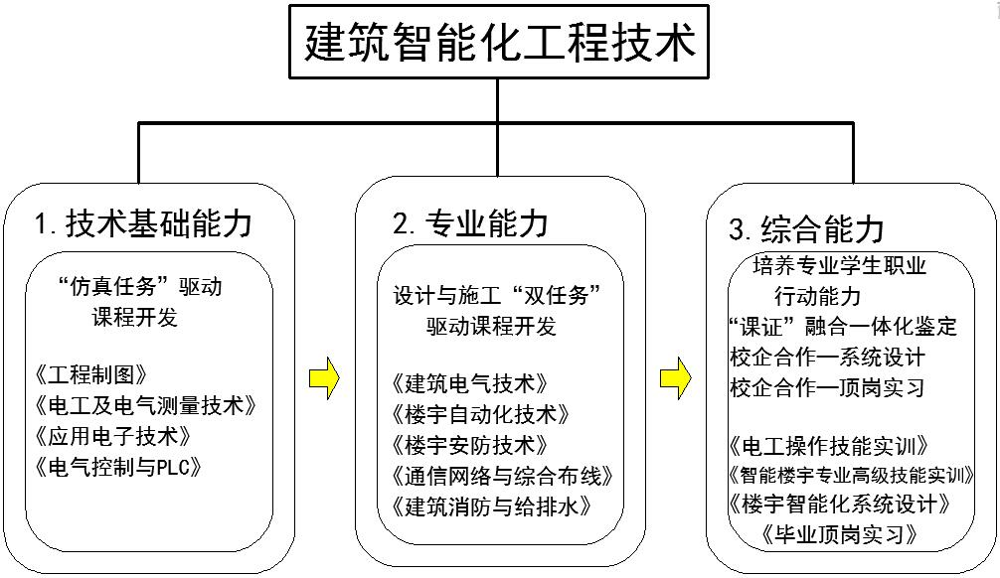 建筑智能化工程技术
1.技术基础能力
“仿真任务”驱动
课程开发
《工程制图》
《电工及电气测量技术》
《应用电子技术》
《电气控制与PLC》
2.专业能力
设计与施工“双任务”
驱动课程开发
《建筑电气技术》
《楼宇自动化技术》
《楼宇安防技术》
《通信网络与综合布线》
《建筑消防与给排水》
3.综合能力
培养专业学生职业
行动能力
“课证”融合一体化鉴定
校企合作—系统设计
校企合作—顶岗实习
《电工操作技能实训》
《智能楼宇专业高级技能实训》
《楼宇智能化系统设计》
《毕业顶岗实习》